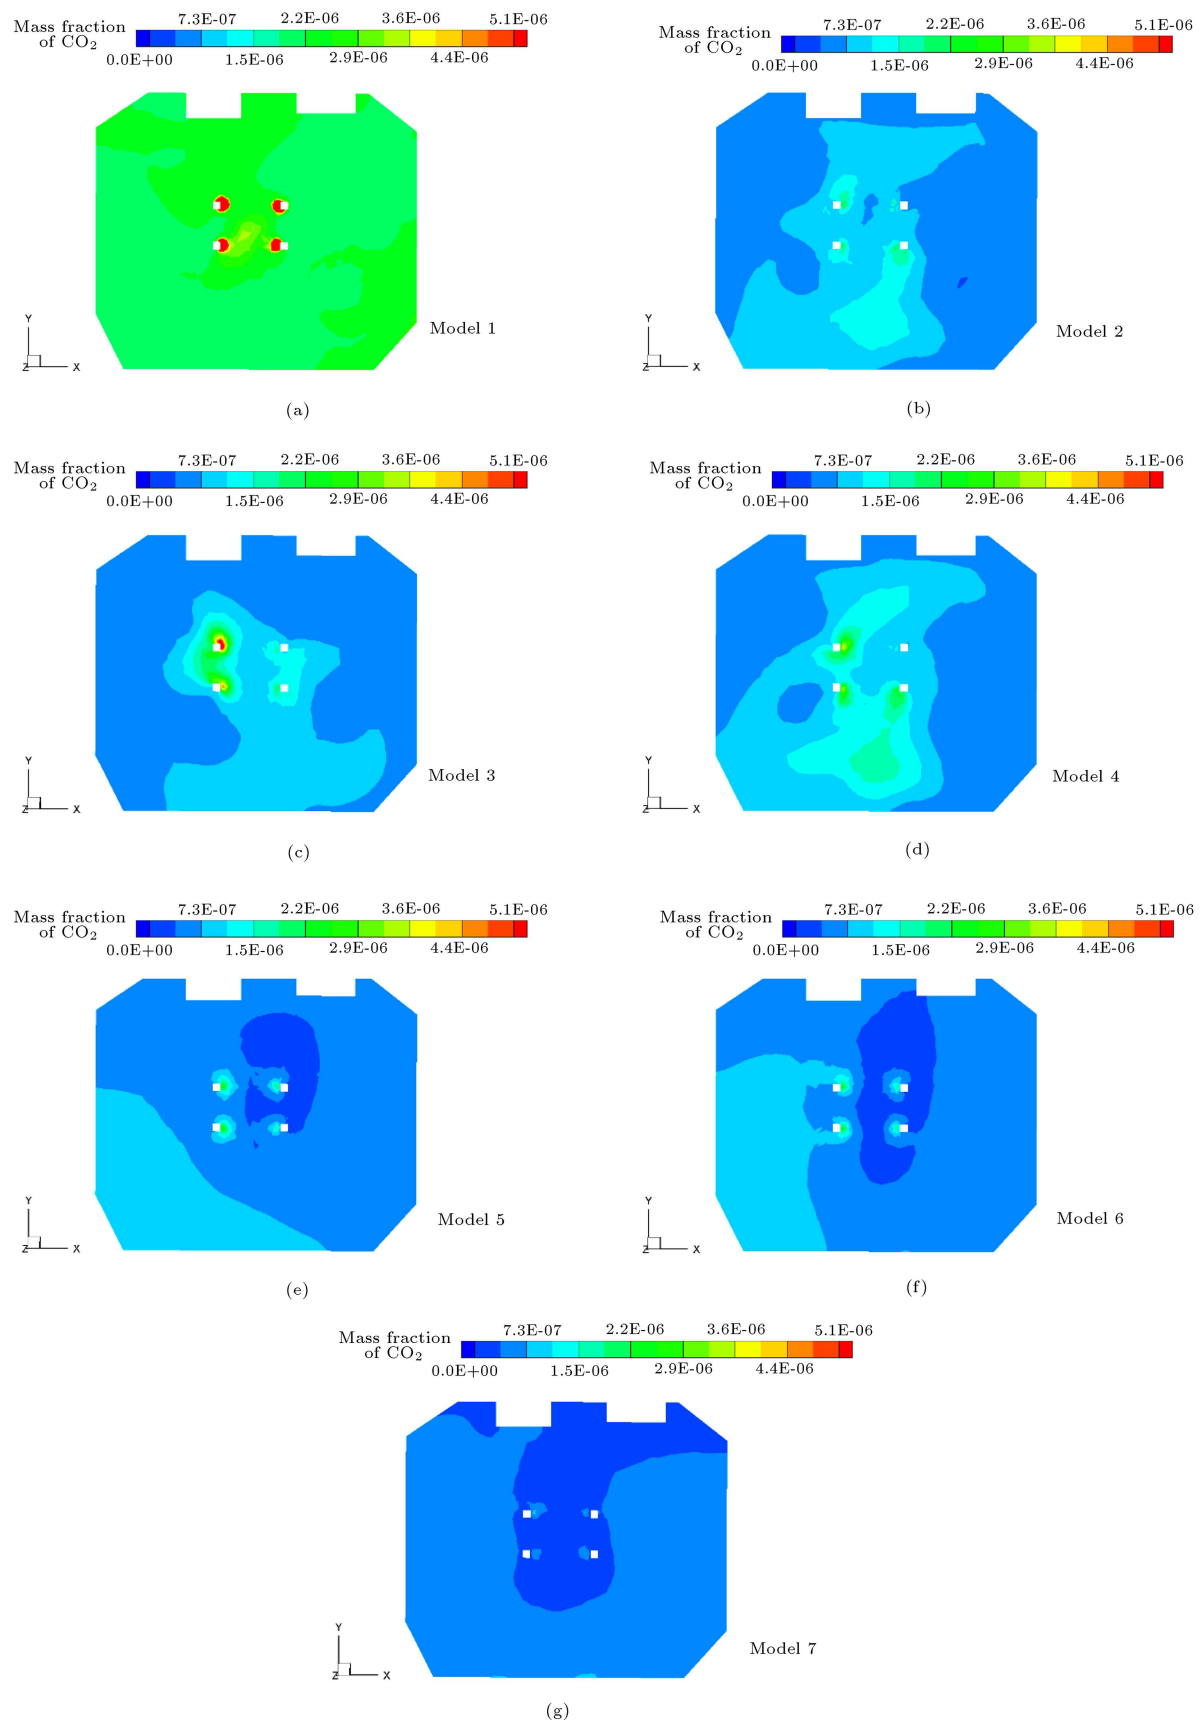 Mass fraction of CO₂
7.3E-07 2.2E-06 3.6E-06 5.1E-06
0.0E+00 1.5E-06 2.9E-06 4.4E-06
Y
Z X
Model 1
(a)
Mass fraction of CO₂
7.3E-07 2.2E-06 3.6E-06 5.1E-06
0.0E+00 1.5E-06 2.9E-06 4.4E-06
Y
Z X
Model 2
(b)
Mass fraction of CO₂
7.3E-07 2.2E-06 3.6E-06 5.1E-06
0.0E+00 1.5E-06 2.9E-06 4.4E-06
Y
Z X
Model 3
(c)
Mass fraction of CO₂
7.3E-07 2.2E-06 3.6E-06 5.1E-06
0.0E+00 1.5E-06 2.9E-06 4.4E-06
Y
Z X
Model 4
(d)
Mass fraction of CO₂
7.3E-07 2.2E-06 3.6E-06 5.1E-06
0.0E+00 1.5E-06 2.9E-06 4.4E-06
Y
Z X
Model 5
(e)
Mass fraction of CO₂
7.3E-07 2.2E-06 3.6E-06 5.1E-06
0.0E+00 1.5E-06 2.9E-06 4.4E-06
Y
Z X
Model 6
(f)
Mass fraction of CO₂
7.3E-07 2.2E-06 3.6E-06 5.1E-06
0.0E+00 1.5E-06 2.9E-06 4.4E-06
Y
Z X
Model 7
(g)